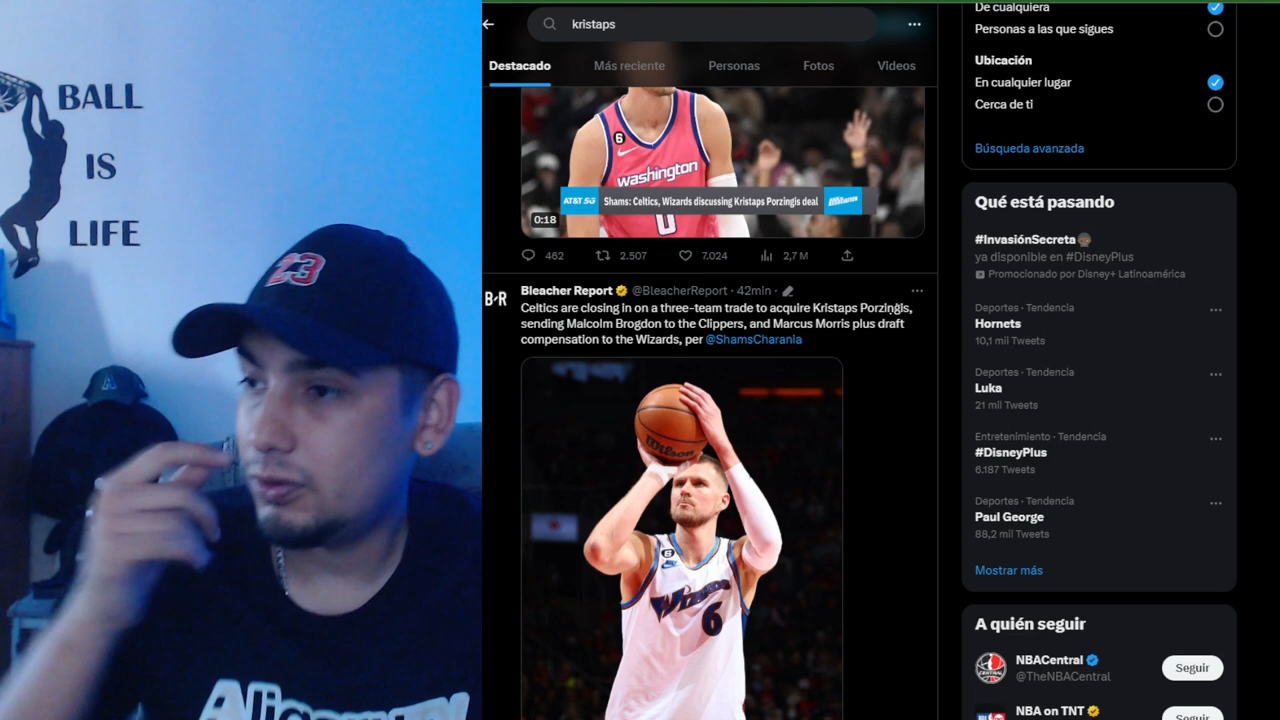 BALL
IS
LIFE
23
A
kristaps
Destacado
Más reciente
Personas
Fotos
Videos
6
washington
AT&T 5G
Shams: Celtics, Wizards discussing Kristaps Porzingis deal
0:18
462
2.507
7.024
2,7 M
B/R
Bleacher Report @BleacherReport · 42min ·
Celtics are closing in on a three-team trade to acquire Kristaps Porziņģis,
sending Malcolm Brogdon to the Clippers, and Marcus Morris plus draft
compensation to the Wizards, per @ShamsCharania
Wilson
6
6
De cualquiera
Personas a las que sigues
Ubicación
En cualquier lugar
Cerca de ti
Búsqueda avanzada
Qué está pasando
#InvasiónSecreta
ya disponible en #DisneyPlus
Promocionado por Disney+ Latinoamérica
Deportes · Tendencia
Hornets
10,1 mil Tweets
Deportes · Tendencia
Luka
21 mil Tweets
Entretenimiento · Tendencia
#DisneyPlus
6.187 Tweets
Deportes · Tendencia
Paul George
88,2 mil Tweets
Mostrar más
A quién seguir
NBACentral
@TheNBACentral
Seguir
NBA on TNT
Seguir